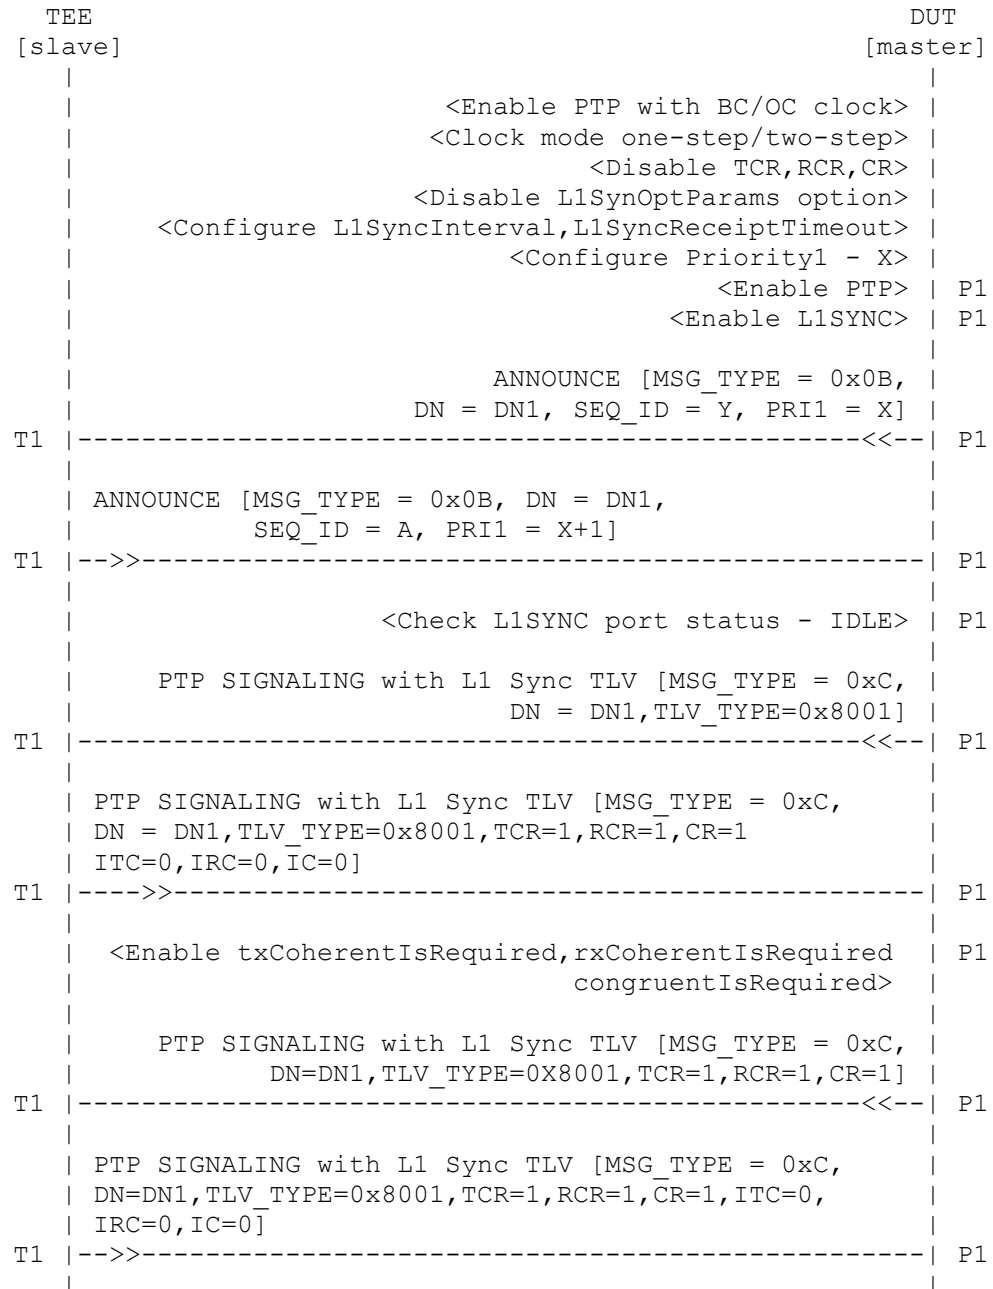 TEE                                                   DUT
[slave]                                              [master]
   |                                                     |
   |                       <Enable PTP with BC/OC clock> |
   |                      <Clock mode one-step/two-step> |
   |                                <Disable TCR,RCR,CR> |
   |                     <Disable L1SynOptParams option> |
   |     <Configure L1SyncInterval,L1SyncReceiptTimeout> |
   |                           <Configure Priority1 - X> |
   |                                        <Enable PTP> | P1
   |                                     <Enable L1SYNC> | P1
   |                                                     |
   |                          ANNOUNCE [MSG_TYPE = 0x0B, |
   |                     DN = DN1, SEQ_ID = Y, PRI1 = X] |
T1 |-------------------------------------------------<<--| P1
   |                                                     |
   | ANNOUNCE [MSG_TYPE = 0x0B, DN = DN1,                |
   |           SEQ_ID = A, PRI1 = X+1]                   |
T1 |-->>-------------------------------------------------| P1
   |                                                     |
   |                   <Check L1SYNC port status - IDLE> | P1
   |                                                     |
   |     PTP SIGNALING with L1 Sync TLV [MSG_TYPE = 0xC, |
   |                           DN = DN1,TLV_TYPE=0x8001] |
T1 |-------------------------------------------------<<--| P1
   |                                                     |
   | PTP SIGNALING with L1 Sync TLV [MSG_TYPE = 0xC,     |
   | DN = DN1,TLV_TYPE=0x8001,TCR=1,RCR=1,CR=1           |
   | ITC=0,IRC=0,IC=0]                                   |
T1 |---->>-----------------------------------------------| P1
   |                                                     |
   |  <Enable txCoherentIsRequired,rxCoherentIsRequired  | P1
   |                               congruentIsRequired>  |
   |                                                     |
   |     PTP SIGNALING with L1 Sync TLV [MSG_TYPE = 0xC, |
   |            DN=DN1,TLV_TYPE=0X8001,TCR=1,RCR=1,CR=1] |
T1 |-------------------------------------------------<<--| P1
   |                                                     |
   | PTP SIGNALING with L1 Sync TLV [MSG_TYPE = 0xC,     |
   | DN=DN1,TLV_TYPE=0x8001,TCR=1,RCR=1,CR=1,ITC=0,      |
   | IRC=0,IC=0]                                         |
T1 |-->>-------------------------------------------------| P1
   |                                                     |